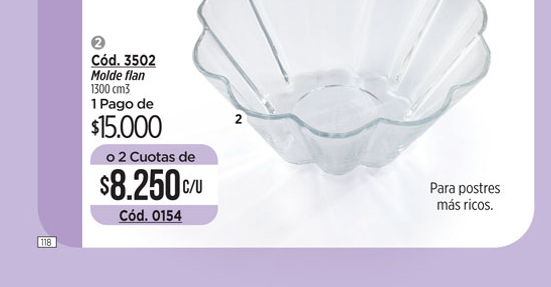 2
Cód. 3502
Molde flan
1300 cm3
1 Pago de
$15.000
2
o 2 Cuotas de
$8.250 C/U
Cód. 0154
Para postres
más ricos.
118